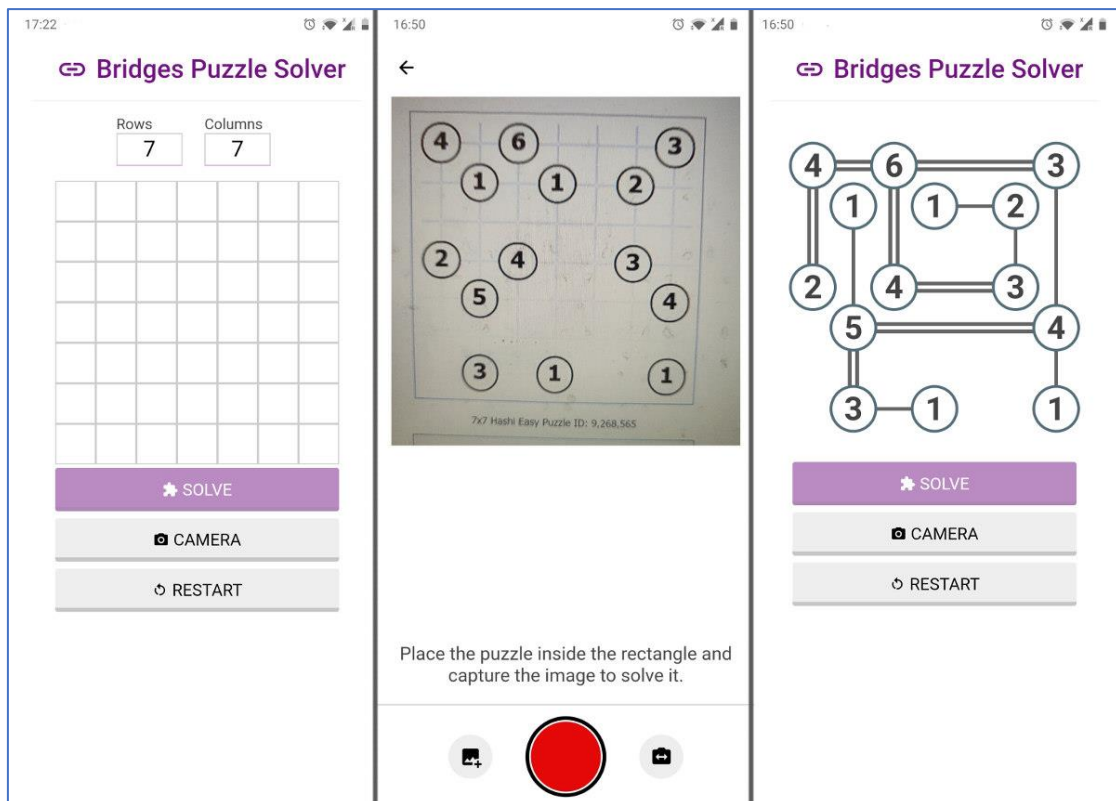 17:22
Bridges Puzzle Solver
Rows Columns
7 7
SOLVE
CAMERA
RESTART
16:50
4 6 3
1 1 2
2 4 3
5 4
3 1 1
7x7 Hashi Easy Puzzle ID: 9,268,565
Place the puzzle inside the rectangle and
capture the image to solve it.
16:50
Bridges Puzzle Solver
4 6 3
1 1 2
2 4 3
5 4
3 1 1
SOLVE
CAMERA
RESTART